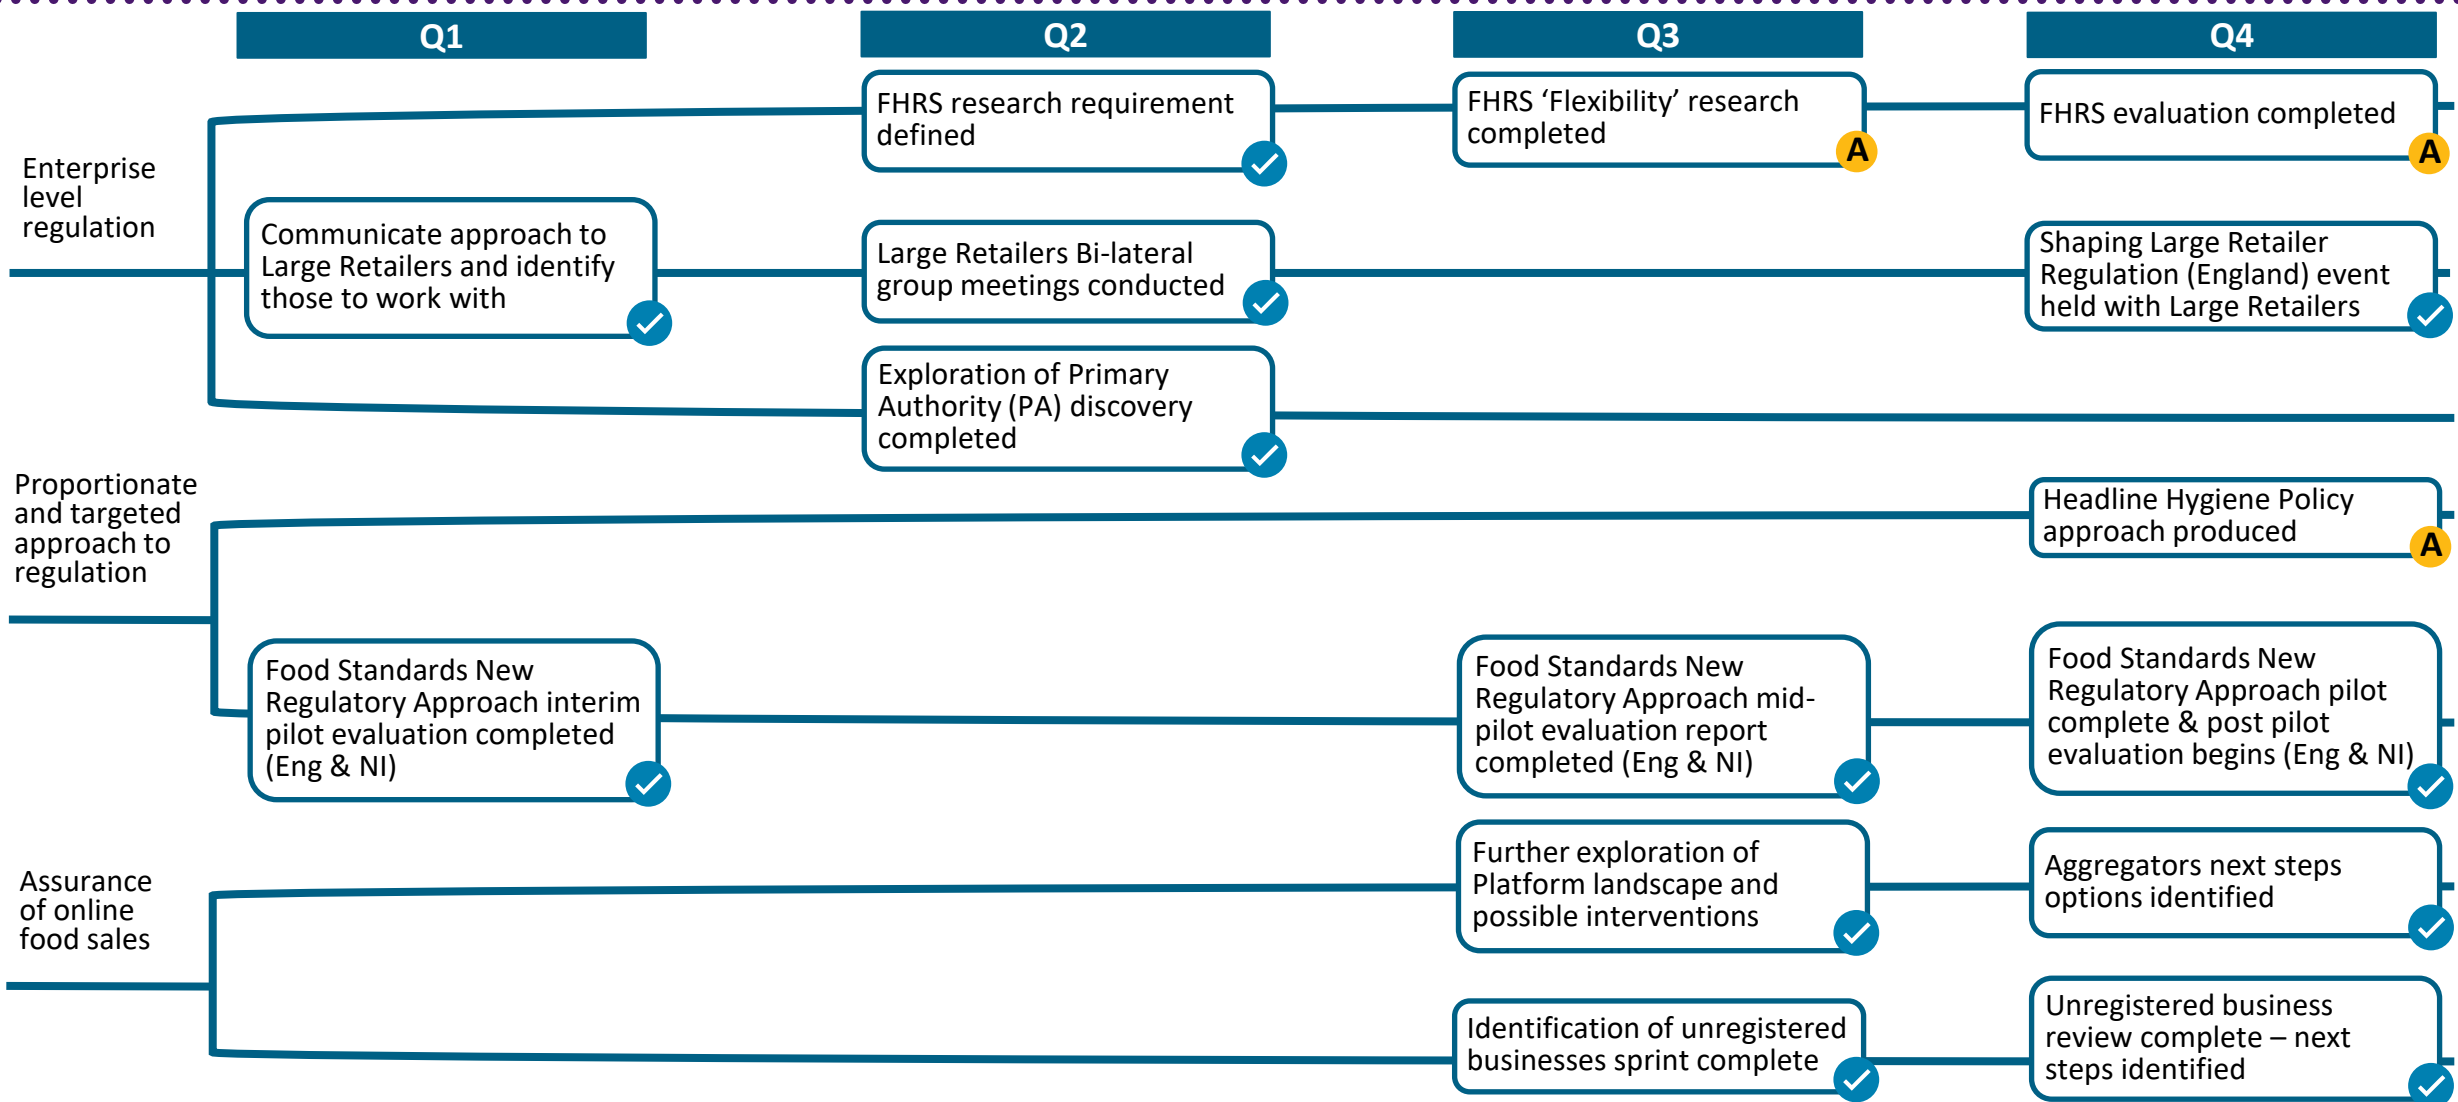 Q1
Q2
Q3
Q4
Enterprise
level
regulation
FHRS research requirement
defined
FHRS ‘Flexibility’ research
completed
A
FHRS evaluation completed
A
Communicate approach to
Large Retailers and identify
those to work with
Large Retailers Bi-lateral
group meetings conducted
Shaping Large Retailer
Regulation (England) event
held with Large Retailers
Exploration of Primary
Authority (PA) discovery
completed
Proportionate
and targeted
approach to
regulation
Headline Hygiene Policy
approach produced
A
Food Standards New
Regulatory Approach interim
pilot evaluation completed
(Eng & NI)
Food Standards New
Regulatory Approach mid-
pilot evaluation report
completed (Eng & NI)
Food Standards New
Regulatory Approach pilot
complete & post pilot
evaluation begins (Eng & NI)
Assurance
of online
food sales
Further exploration of
Platform landscape and
possible interventions
Aggregators next steps
options identified
Identification of unregistered
businesses sprint complete
Unregistered business
review complete – next
steps identified